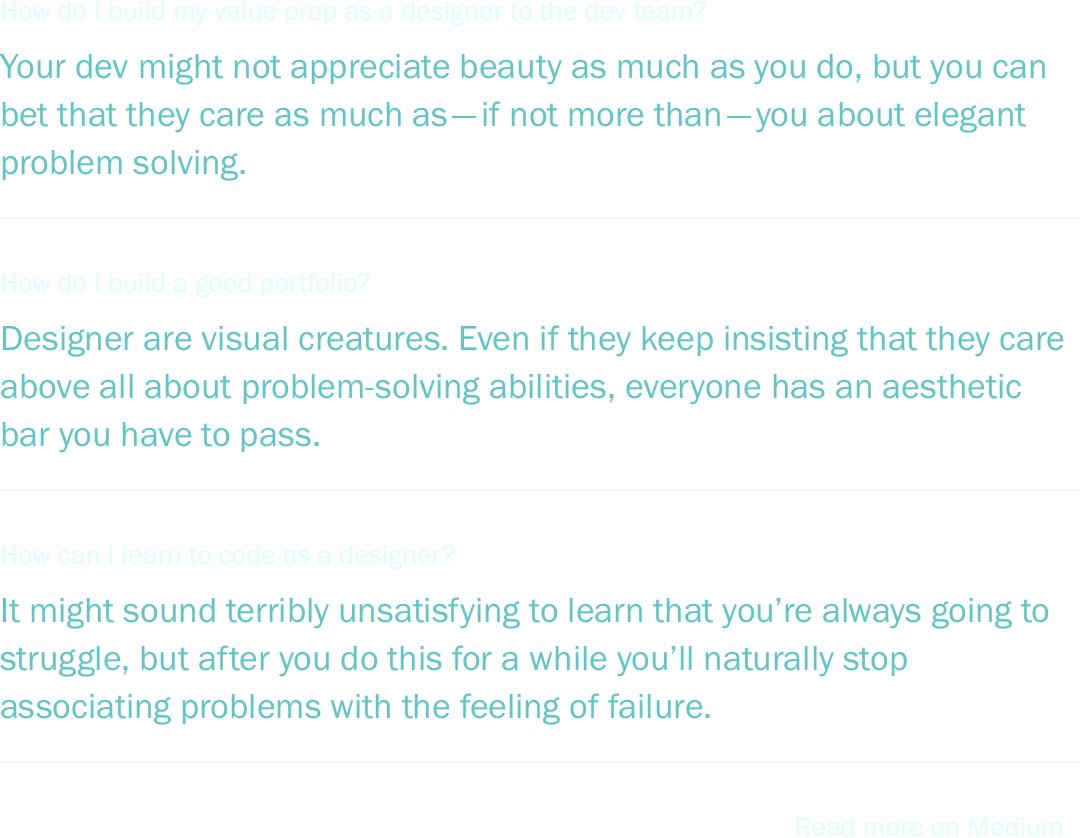 How do I build my value prop as a designer to the dev team?
Your dev might not appreciate beauty as much as you do, but you can
bet that they care as much as — if not more than — you about elegant
problem solving.
How do I build a good portfolio?
Designer are visual creatures. Even if they keep insisting that they care
above all about problem-solving abilities, everyone has an aesthetic
bar you have to pass.
How can I learn to code as a designer?
It might sound terribly unsatisfying to learn that you’re always going to
struggle, but after you do this for a while you’ll naturally stop
associating problems with the feeling of failure.
Read more on Medium